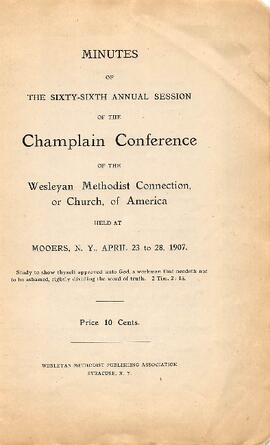 MINUTES
OF
THE SIXTY-SIXTH ANNUAL SESSION
OF THE
Champlain Conference
OF THE
Wesleyan Methodist Connection,
or Church, of America
HELD AT
MOOERS, N. Y., APRIL 23 to 28, 1907.
Study to show thyself approved unto God, a workman that needeth not
to be ashamed, rightly dividing the word of truth. 2 Tim. 2: 15.
Price 10 Cents.
WESLEYAN METHODIST PUBLISHING ASSOCIATION
SYRACUSE, N. Y.